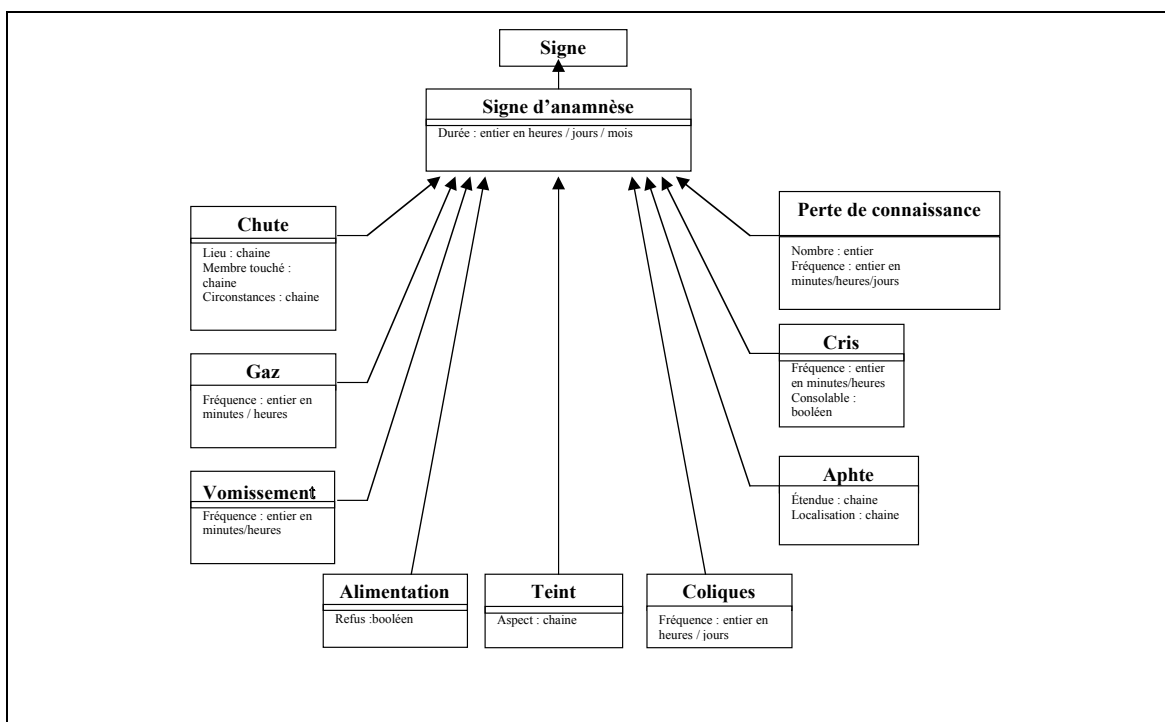 Signe
Signe d’anamnèse
Durée : entier en heures / jours / mois
Chute
Lieu : chaine
Membre touché :
chaine
Circonstances : chaine
Perte de connaissance
Nombre : entier
Fréquence : entier en
minutes/heures/jours
Gaz
Fréquence : entier en
minutes / heures
Cris
Fréquence : entier
en minutes/heures
Consolable :
booléen
Vomissement
Fréquence : entier en
minutes/heures
Aphte
Étendue : chaine
Localisation : chaine
Alimentation
Refus :booléen
Teint
Aspect : chaine
Coliques
Fréquence : entier en
heures / jours